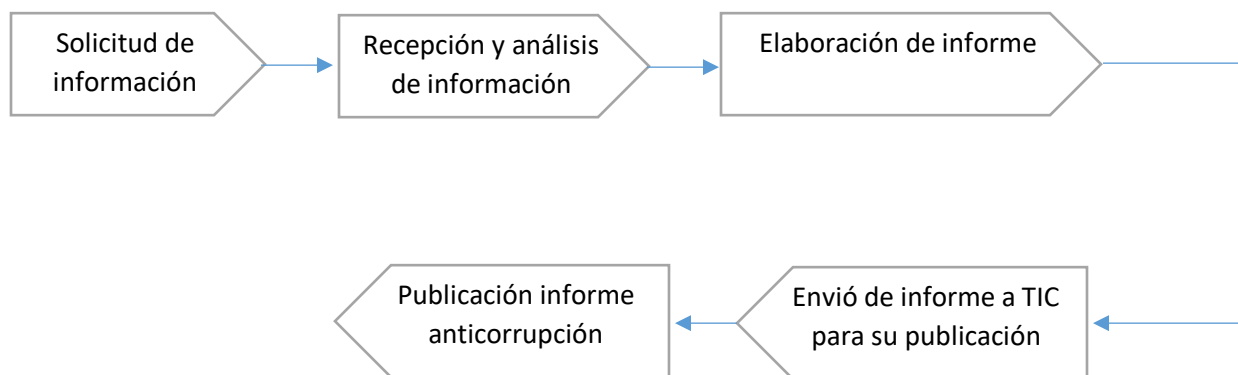 Solicitud de
información
Recepción y análisis
de información
Elaboración de informe
Envió de informe a TIC
para su publicación
Publicación informe
anticorrupción